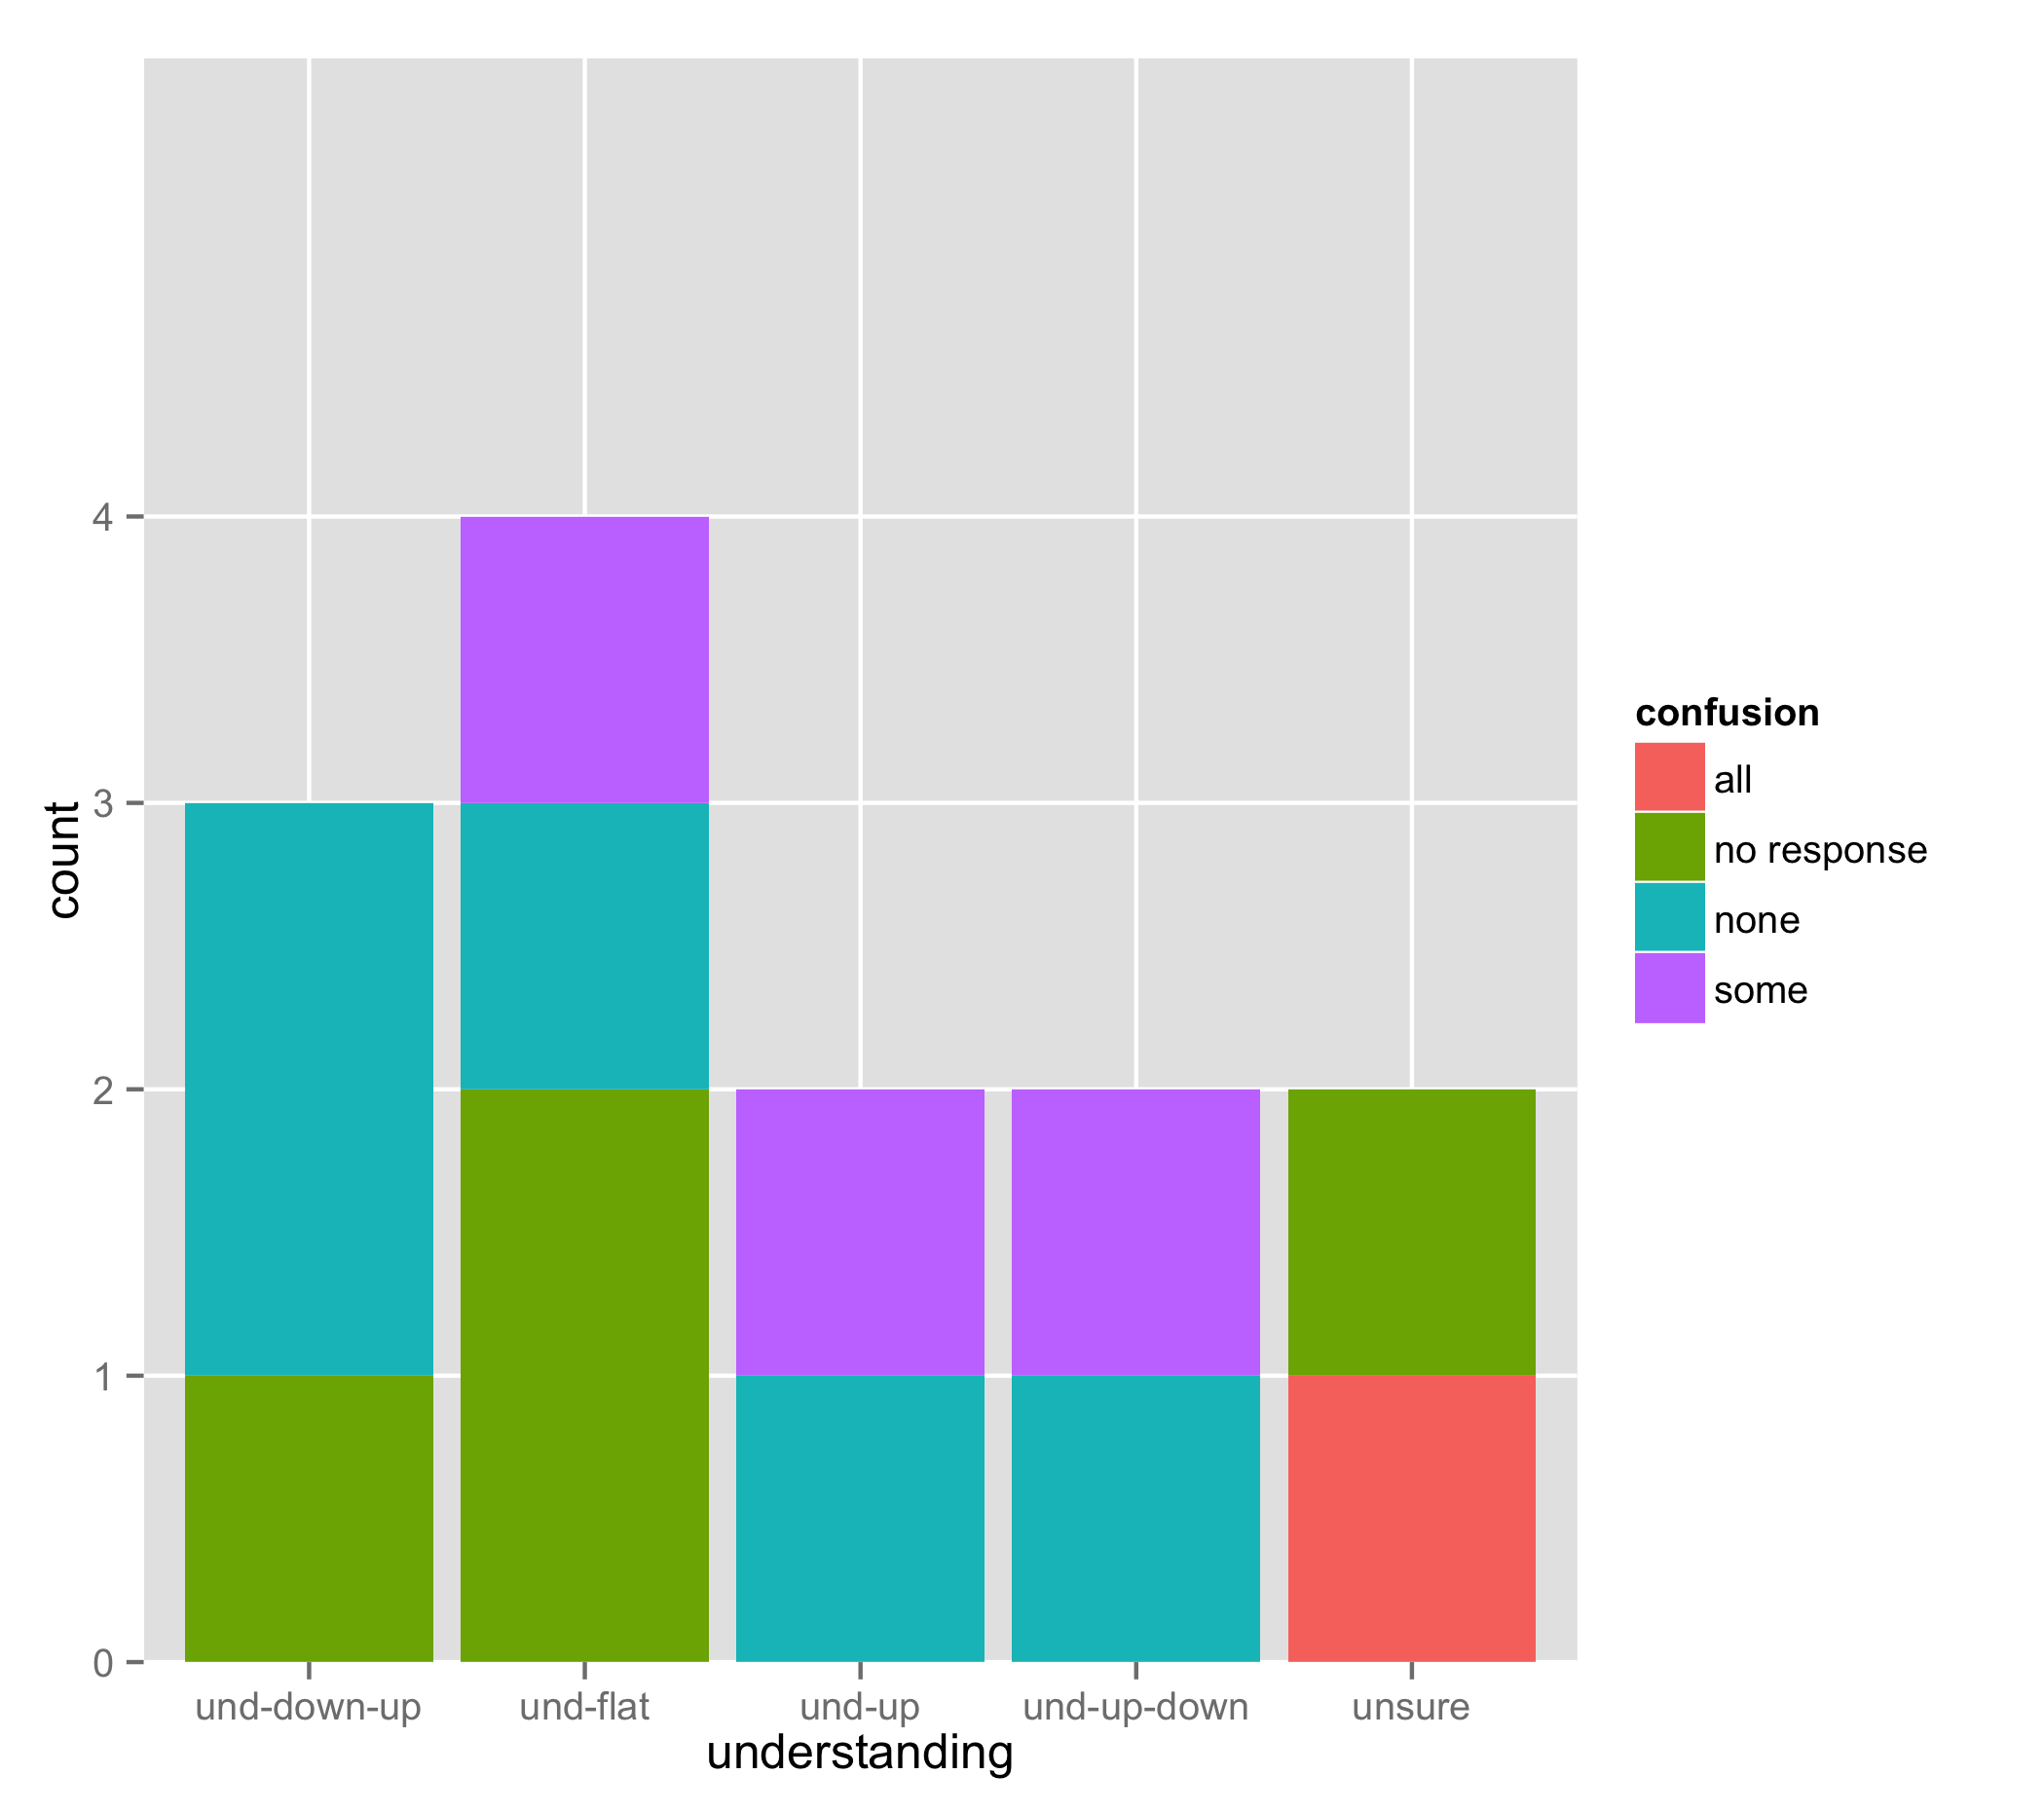 count
4
3
2
1
0
und-down-up
und-flat
und-up
und-up-down
unsure
understanding
confusion
all
no response
none
some